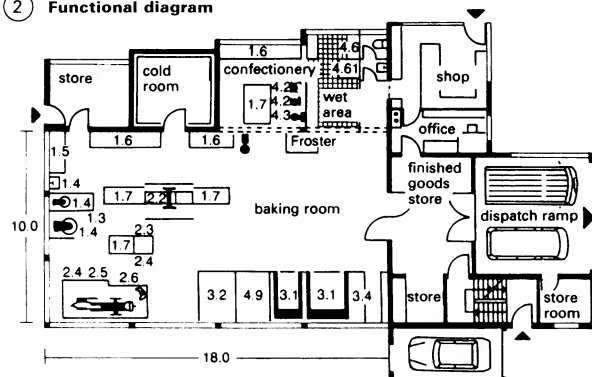 2 Functional diagram
store
cold
room
1.6
confectionery
1.7
4.2
4.2
4.3
4.6
4.61
wet
area
shop
office
1.6
1.6
Froster
1.5
1.4
1.4
1.3
1.4
1.7
2.2
1.7
2.3
1.7
2.4
baking room
finished
goods
store
dispatch ramp
10.0
2.4 2.5 2.6
3.2
4.9
3.1
3.1
3.4
store
store
room
18.0